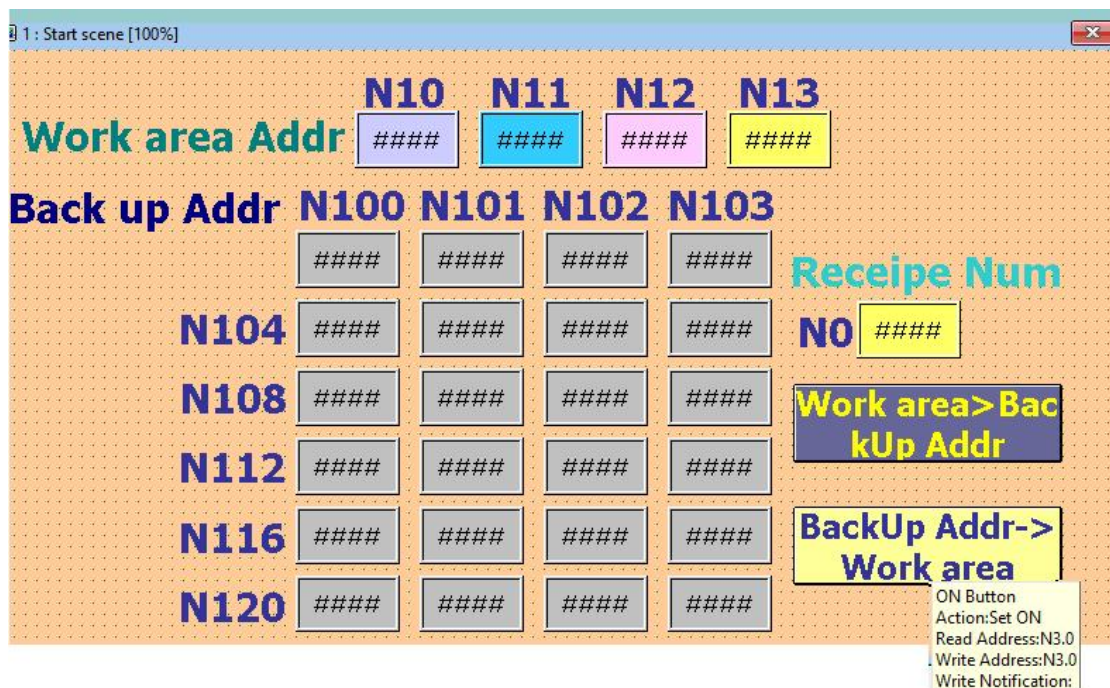 1 : Start scene [100%]
N10 N11 N12 N13
Work area Addr #### #### #### ####
Back up Addr N100 N101 N102 N103
#### #### #### ####
Receipe Num
N104 #### #### #### ####
N0 ####
N108 #### #### #### ####
Work area>Bac
kUp Addr
N112 #### #### #### ####
N116 #### #### #### ####
BackUp Addr->
Work area
N120 #### #### #### ####
ON Button
Action:Set ON
Read Address:N3.0
Write Address:N3.0
Write Notification: